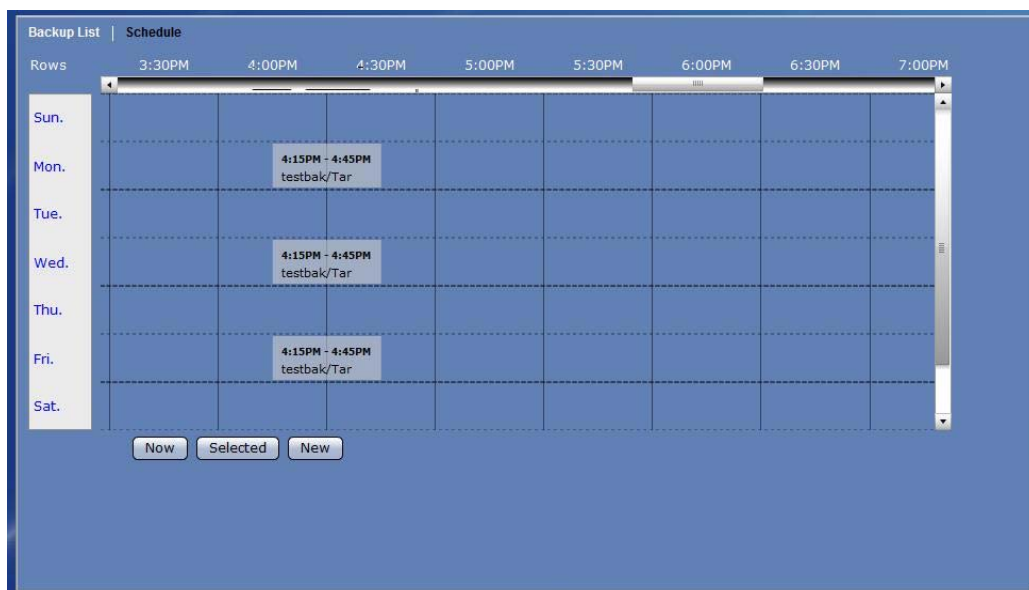 Backup List | Schedule
Rows 3:30PM 4:00PM 4:30PM 5:00PM 5:30PM 6:00PM 6:30PM 7:00PM
Sun.
Mon.
4:15PM - 4:45PM
testbak/Tar
Tue.
Wed.
4:15PM - 4:45PM
testbak/Tar
Thu.
Fri.
4:15PM - 4:45PM
testbak/Tar
Sat.
Now Selected New